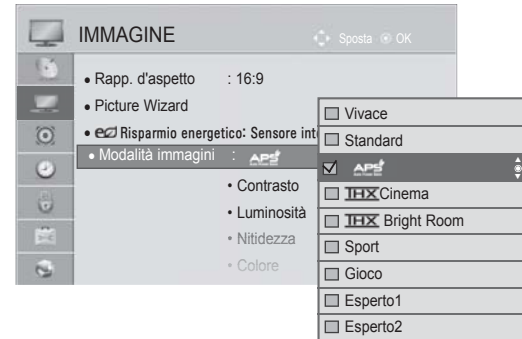 IMMAGINE
Sposta OK
• Rapp. d'aspetto : 16:9
• Picture Wizard
• Risparmio energetico: Sensore int
• Modalità immagini : APS
• Contrasto
• Luminosità
• Nitidezza
• Colore
Vivace
Standard
APS
THX Cinema
THX Bright Room
Sport
Gioco
Esperto1
Esperto2